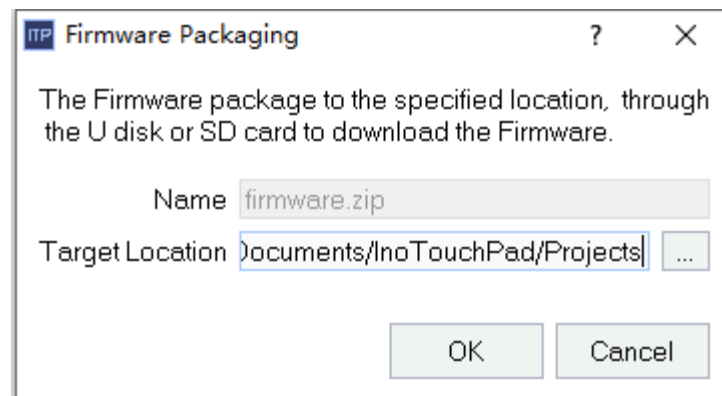 ITP Firmware Packaging ? ×
The Firmware package to the specified location, through
the U disk or SD card to download the Firmware.
Name firmware.zip
Target Location Documents/InoTouchPad/Projects ...
OK Cancel